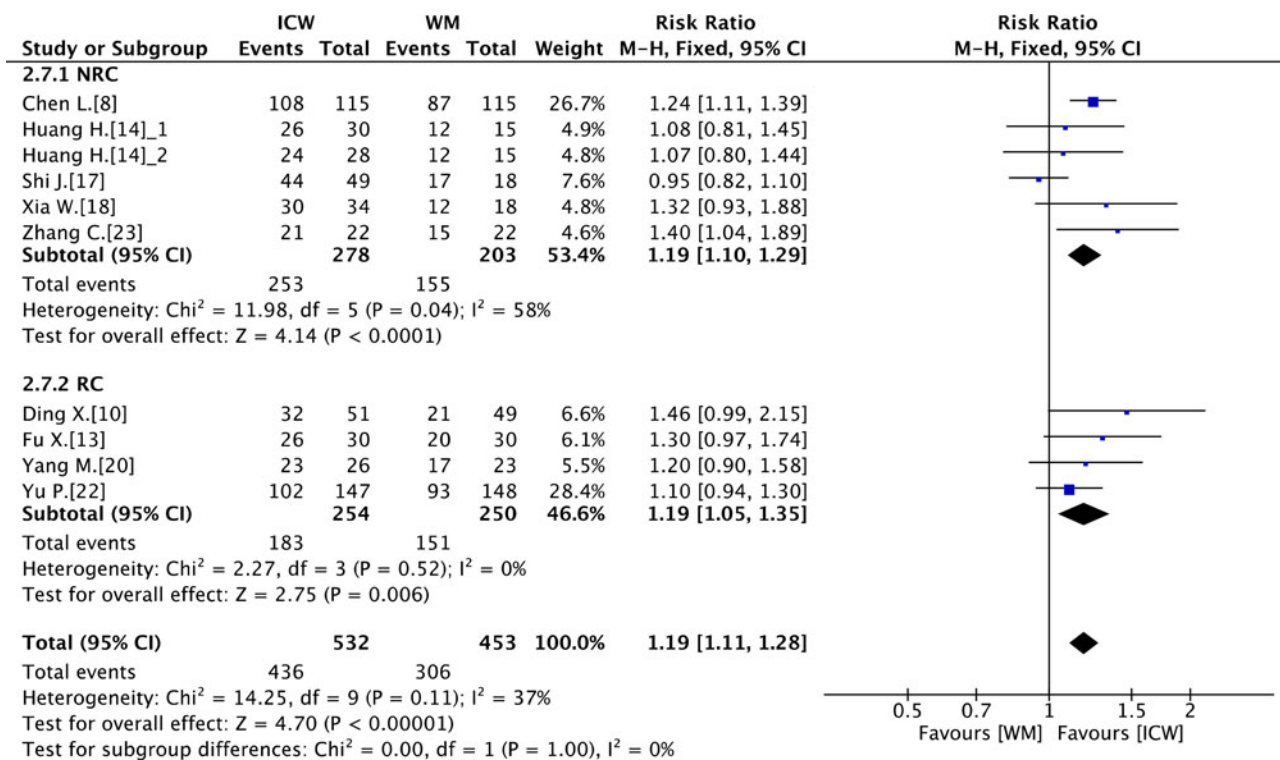 ICW WM Risk Ratio Risk Ratio
Study or Subgroup Events Total Events Total Weight M-H, Fixed, 95% CI M-H, Fixed, 95% CI
2.7.1 NRC
Chen L.[8] 108 115 87 115 26.7% 1.24 [1.11, 1.39]
Huang H.[14]_1 26 30 12 15 4.9% 1.08 [0.81, 1.45]
Huang H.[14]_2 24 28 12 15 4.8% 1.07 [0.80, 1.44]
Shi J.[17] 44 49 17 18 7.6% 0.95 [0.82, 1.10]
Xia W.[18] 30 34 12 18 4.8% 1.32 [0.93, 1.88]
Zhang C.[23] 21 22 15 22 4.6% 1.40 [1.04, 1.89]
Subtotal (95% CI) 278 203 53.4% 1.19 [1.10, 1.29]
Total events 253 155
Heterogeneity: Chi² = 11.98, df = 5 (P = 0.04); I² = 58%
Test for overall effect: Z = 4.14 (P < 0.0001)
2.7.2 RC
Ding X.[10] 32 51 21 49 6.6% 1.46 [0.99, 2.15]
Fu X.[13] 26 30 20 30 6.1% 1.30 [0.97, 1.74]
Yang M.[20] 23 26 17 23 5.5% 1.20 [0.90, 1.58]
Yu P.[22] 102 147 93 148 28.4% 1.10 [0.94, 1.30]
Subtotal (95% CI) 254 250 46.6% 1.19 [1.05, 1.35]
Total events 183 151
Heterogeneity: Chi² = 2.27, df = 3 (P = 0.52); I² = 0%
Test for overall effect: Z = 2.75 (P = 0.006)
Total (95% CI) 532 453 100.0% 1.19 [1.11, 1.28]
Total events 436 306
Heterogeneity: Chi² = 14.25, df = 9 (P = 0.11); I² = 37%
Test for overall effect: Z = 4.70 (P < 0.00001)
Test for subgroup differences: Chi² = 0.00, df = 1 (P = 1.00), I² = 0%
0.5 0.7 1 1.5 2
Favours [WM] Favours [ICW]